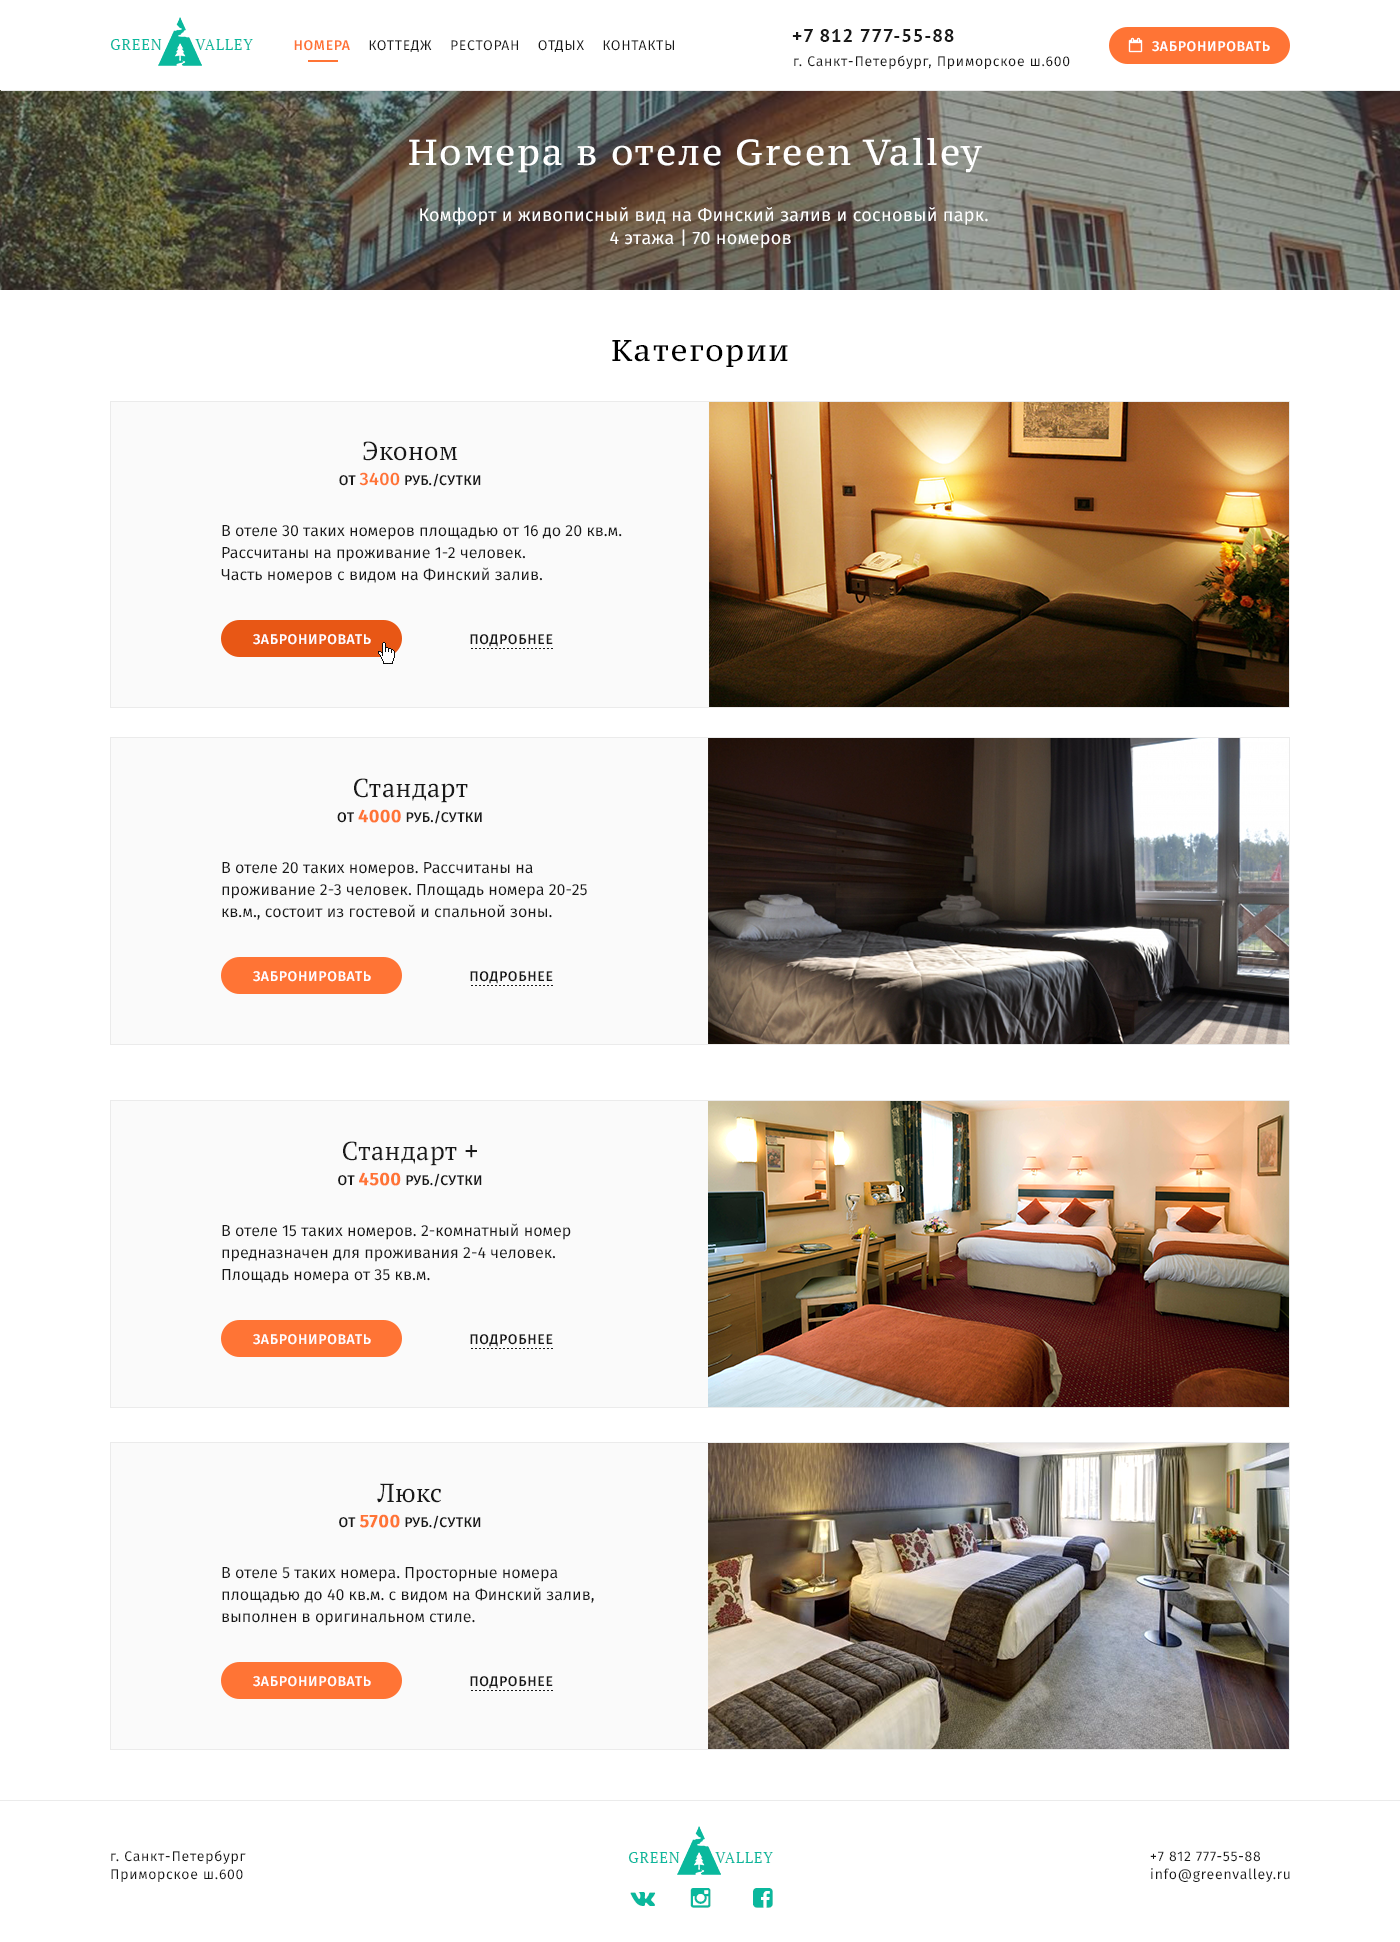 GREEN VALLEY
НОМЕРА КОТТЕДЖ РЕСТОРАН ОТДЫХ КОНТАКТЫ
+7 812 777-55-88
г. Санкт-Петербург, Приморское ш.600
ЗАБРОНИРОВАТЬ
Номера в отеле Green Valley
Комфорт и живописный вид на Финский залив и сосновый парк.
4 этажа | 70 номеров
Категории
Эконом
ОТ 3400 РУБ./СУТКИ
В отеле 30 таких номеров площадью от 16 до 20 кв.м.
Рассчитаны на проживание 1-2 человек.
Часть номеров с видом на Финский залив.
ЗАБРОНИРОВАТЬ ПОДРОБНЕЕ
Стандарт
ОТ 4000 РУБ./СУТКИ
В отеле 20 таких номеров. Рассчитаны на
проживание 2-3 человек. Площадь номера 20-25
кв.м., состоит из гостевой и спальной зоны.
ЗАБРОНИРОВАТЬ ПОДРОБНЕЕ
Стандарт +
ОТ 4500 РУБ./СУТКИ
В отеле 15 таких номеров. 2-комнатный номер
предназначен для проживания 2-4 человек.
Площадь номера от 35 кв.м.
ЗАБРОНИРОВАТЬ ПОДРОБНЕЕ
Люкс
ОТ 5700 РУБ./СУТКИ
В отеле 5 таких номера. Просторные номера
площадью до 40 кв.м. с видом на Финский залив,
выполнен в оригинальном стиле.
ЗАБРОНИРОВАТЬ ПОДРОБНЕЕ
г. Санкт-Петербург
Приморское ш.600
GREEN VALLEY
+7 812 777-55-88
info@greenvalley.ru